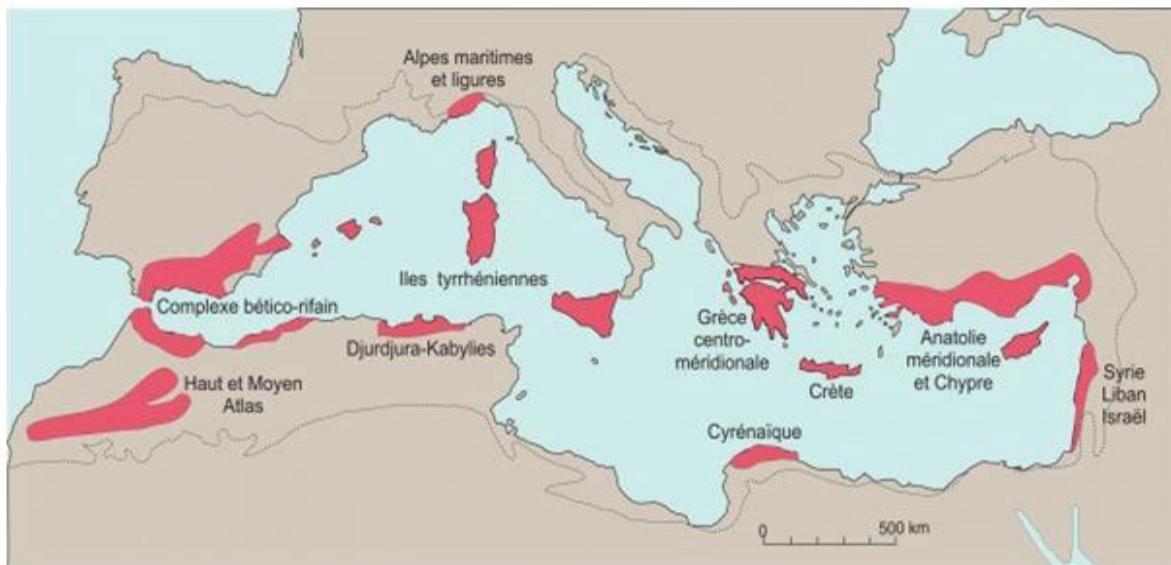 Alpes maritimes
et ligures
Iles tyrrhéniennes
Complexe bético-rifain
Djurdjura-Kabylies
Haut et Moyen
Atlas
Grèce
centro-
méridionale
Crète
Anatolie
méridionale
et Chypre
Syrie
Liban
Israël
Cyrénaïque
0 500 km